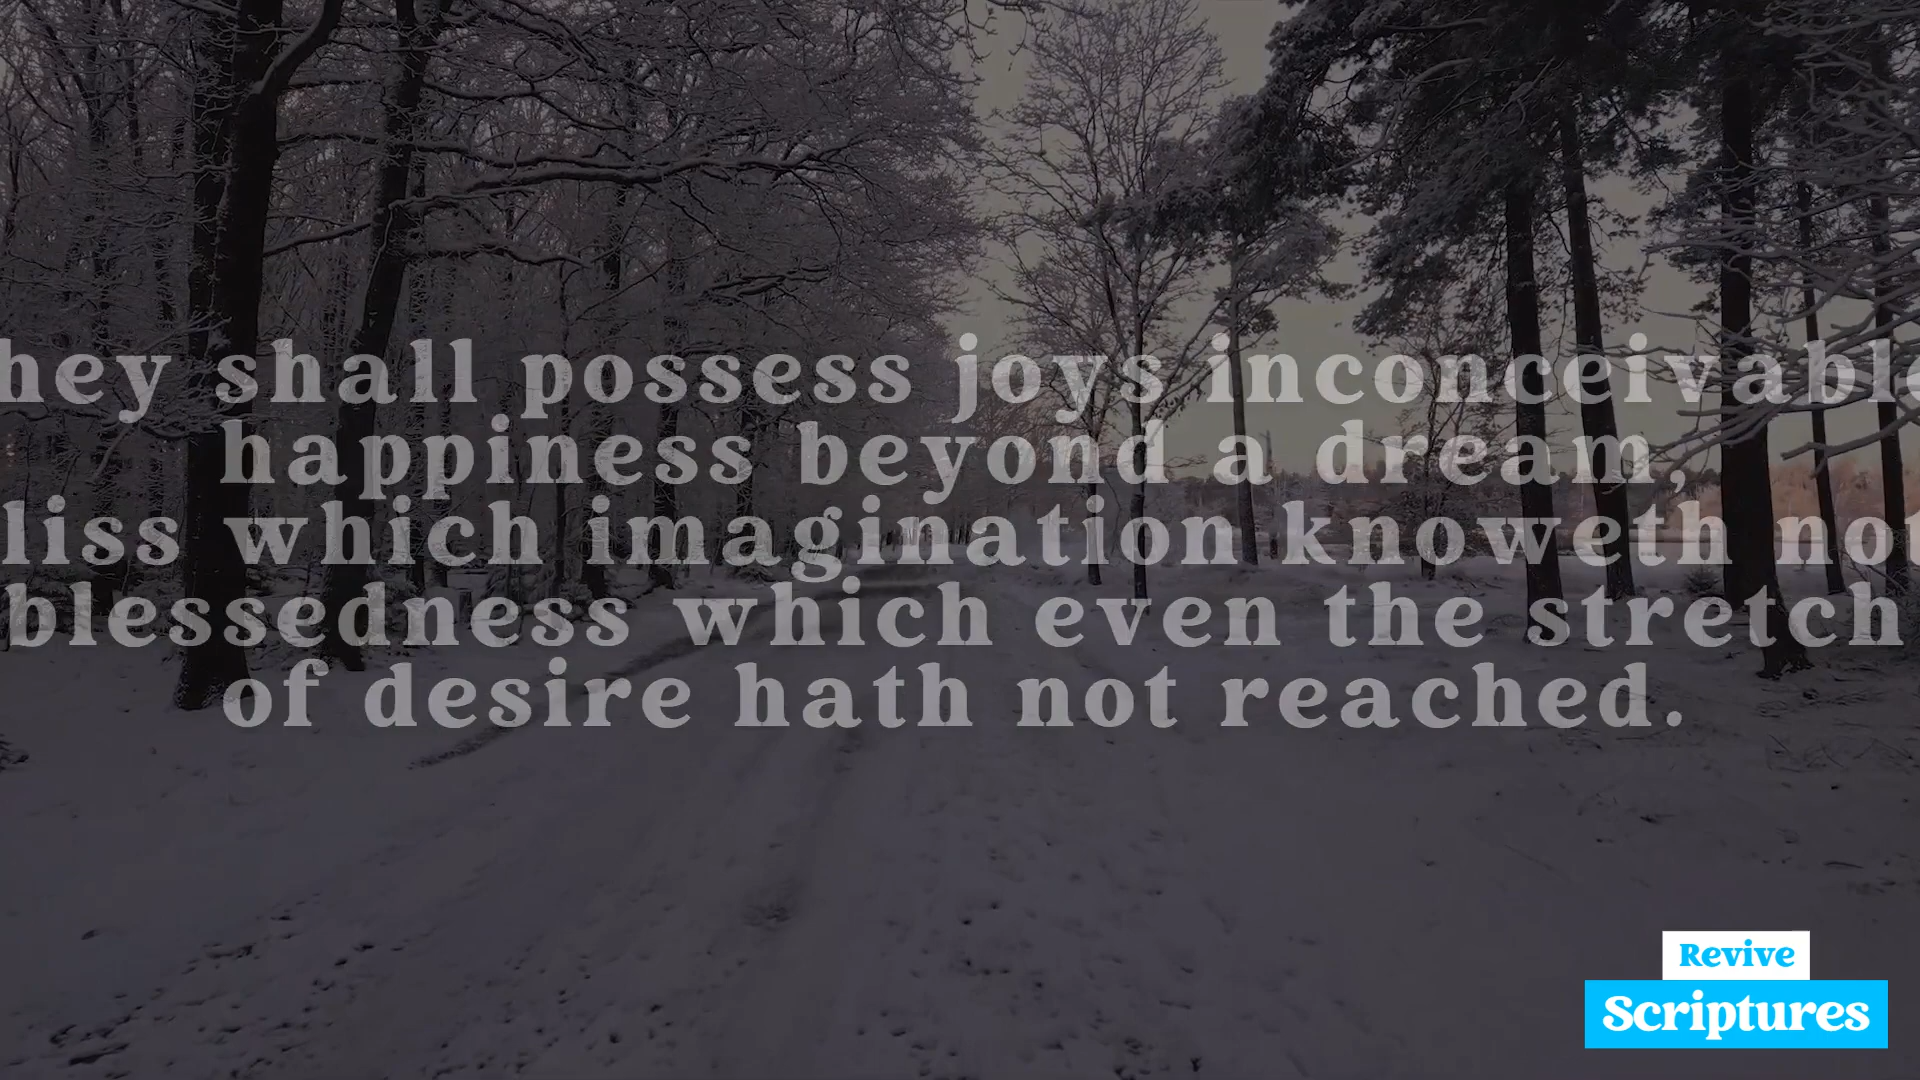 hey shall possess joys inconceivable
happiness beyond a dream,
liss which imagination knoweth not
blessedness which even the stretch
of desire hath not reached.
Revive
Scriptures